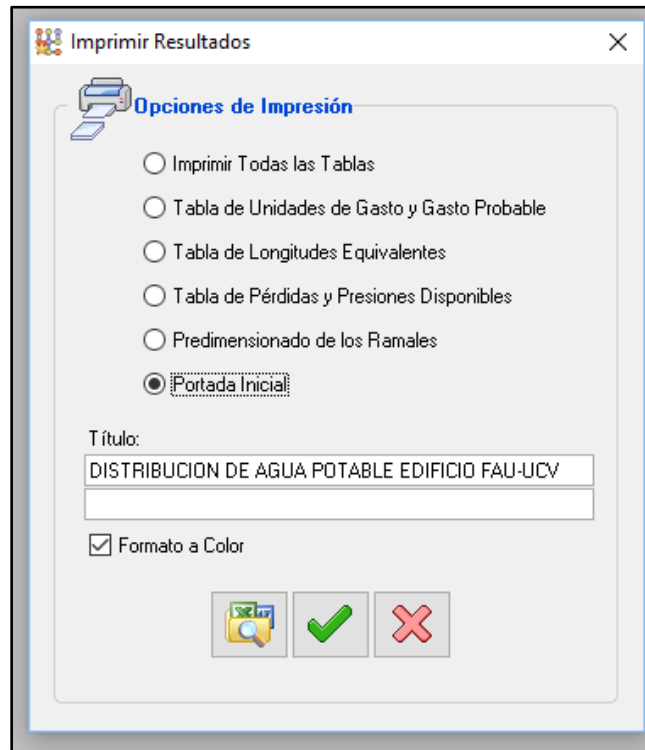 Imprimir Resultados
Opciones de Impresión
Imprimir Todas las Tablas
Tabla de Unidades de Gasto y Gasto Probable
Tabla de Longitudes Equivalentes
Tabla de Pérdidas y Presiones Disponibles
Predimensionado de los Ramales
Portada Inicial
Título:
DISTRIBUCION DE AGUA POTABLE EDIFICIO FAU-UCV
Formato a Color